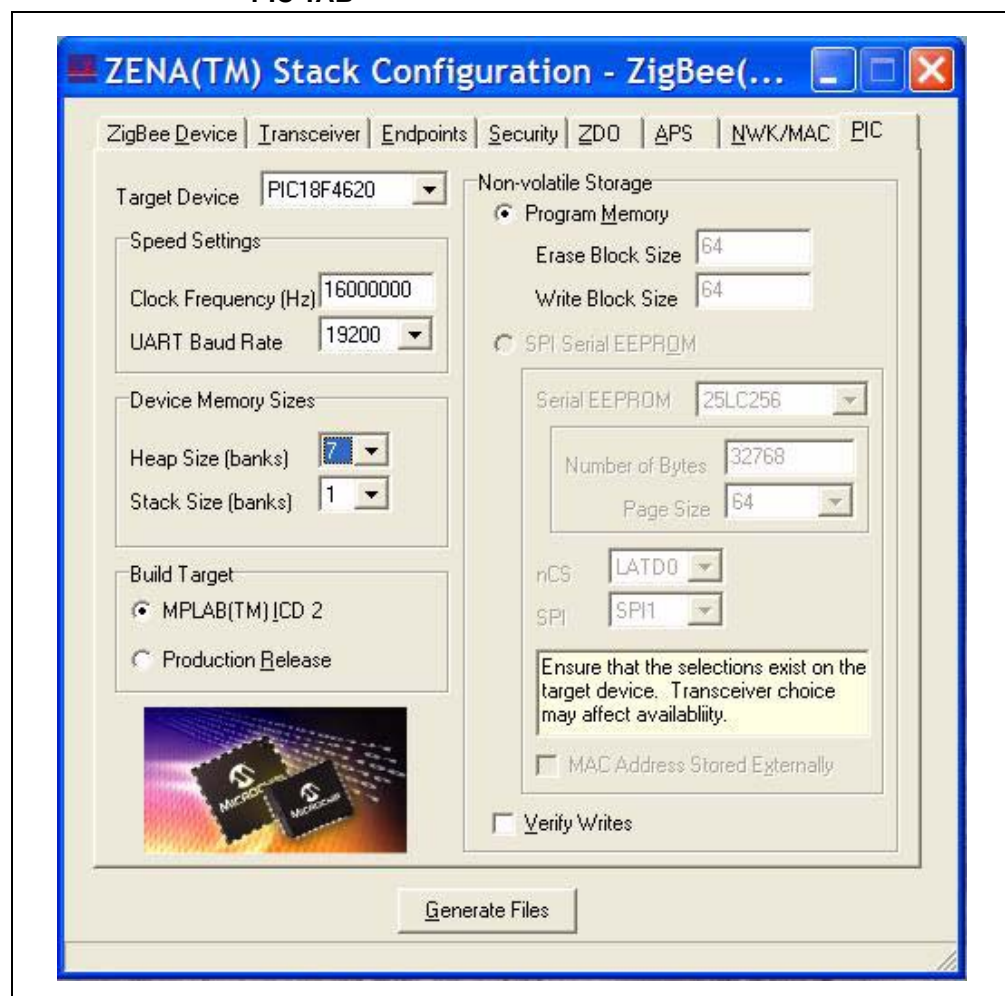 PIC TAB
ZENA(TM) Stack Configuration - ZigBee(...
ZigBee Device
Transceiver
Endpoints
Security
ZDO
APS
NWK/MAC
PIC
Target Device
PIC18F4620
Speed Settings
Clock Frequency (Hz)
16000000
UART Baud Rate
19200
Device Memory Sizes
Heap Size (banks)
7
Stack Size (banks)
1
Build Target
MPLAB(TM) ICD 2
Production Release
MICROCHIP
MICROCHIP
Non-volatile Storage
Program Memory
Erase Block Size
64
Write Block Size
64
SPI Serial EEPROM
Serial EEPROM
25LC256
Number of Bytes
32768
Page Size
64
nCS
LATD0
SPI
SPI1
Ensure that the selections exist on the
target device. Transceiver choice
may affect availabliity.
MAC Address Stored Externally
Verify Writes
Generate Files